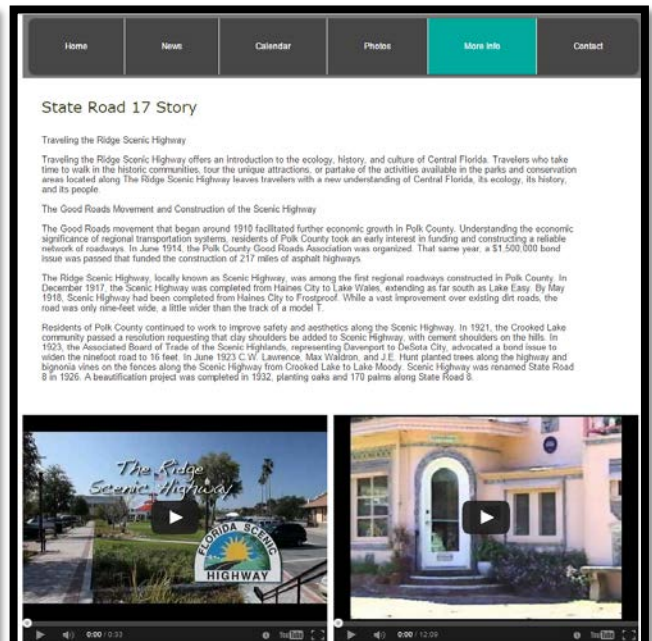 Home News Calendar Photos More Info Contact
State Road 17 Story
Traveling the Ridge Scenic Highway
Traveling the Ridge Scenic Highway offers an introduction to the ecology, history, and culture of Central Florida. Travelers who take
time to walk in the historic communities, tour the unique attractions, or partake of the activities available in the parks and conservation
areas located along The Ridge Scenic Highway leaves travelers with a new understanding of Central Florida, its ecology, its history,
and its people.
The Good Roads Movement and Construction of the Scenic Highway
The Good Roads movement that began around 1910 facilitated further economic growth in Polk County. Understanding the economic
significance of regional transportation systems, residents of Polk County took an early interest in funding and constructing a reliable
network of roadways. In June 1914, the Polk County Good Roads Association was organized. That same year, a $1,500,000 bond
issue was passed that funded the construction of 217 miles of asphalt highways.
The Ridge Scenic Highway, locally known as Scenic Highway, was among the first regional roadways constructed in Polk County. In
December 1917, the Scenic Highway was completed from Haines City to Lake Wales, extending as far south as Lake Easy. By May
1918, Scenic Highway had been completed from Haines City to Frostproof. While a vast improvement over existing dirt roads, the
road was only nine-feet wide, a little wider than the track of a model T.
Residents of Polk County continued to work to improve safety and aesthetics along the Scenic Highway. In 1921, the Crooked Lake
community passed a resolution requesting that clay shoulders be added to Scenic Highway, with cement shoulders on the hills. In
1923, the Associated Board of Trade of the Scenic Highlands, representing Davenport to DeSota City, advocated a bond issue to
widen the ninefoot road to 16 feet. In June 1923 C.W. Lawrence, Max Waldron, and J.E. Hunt planted trees along the highway and
bignonia vines on the fences along the Scenic Highway from Crooked Lake to Lake Moody. Scenic Highway was renamed State Road
8 in 1926. A beautification project was completed in 1932, planting oaks and 170 palms along State Road 8.
The Ridge
Scenic Highway
FLORIDA SCENIC
HIGHWAY
0:00 / 0:33 YouTube
0:00 / 12:09 YouTube